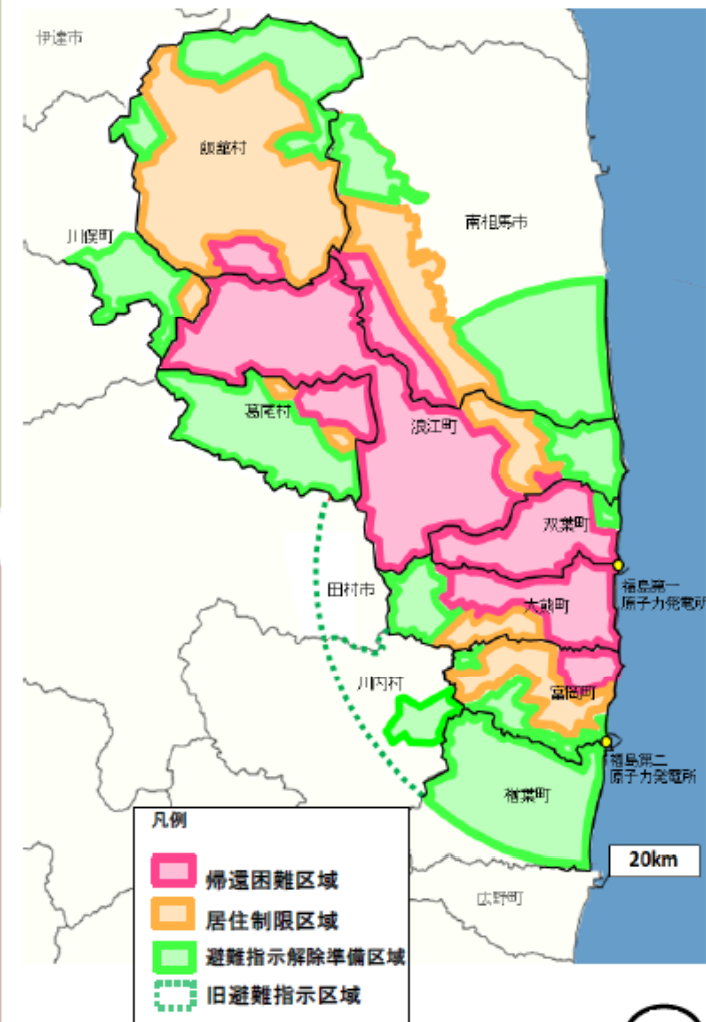 伊達市
飯舘村
南相馬市
川俣町
葛尾村
浪江町
双葉町
福島第一
原子力発電所
田村市
大熊町
川内村
富岡町
福島第二
原子力発電所
楢葉町
20km
広野町
凡例
帰還困難区域
居住制限区域
避難指示解除準備区域
旧避難指示区域